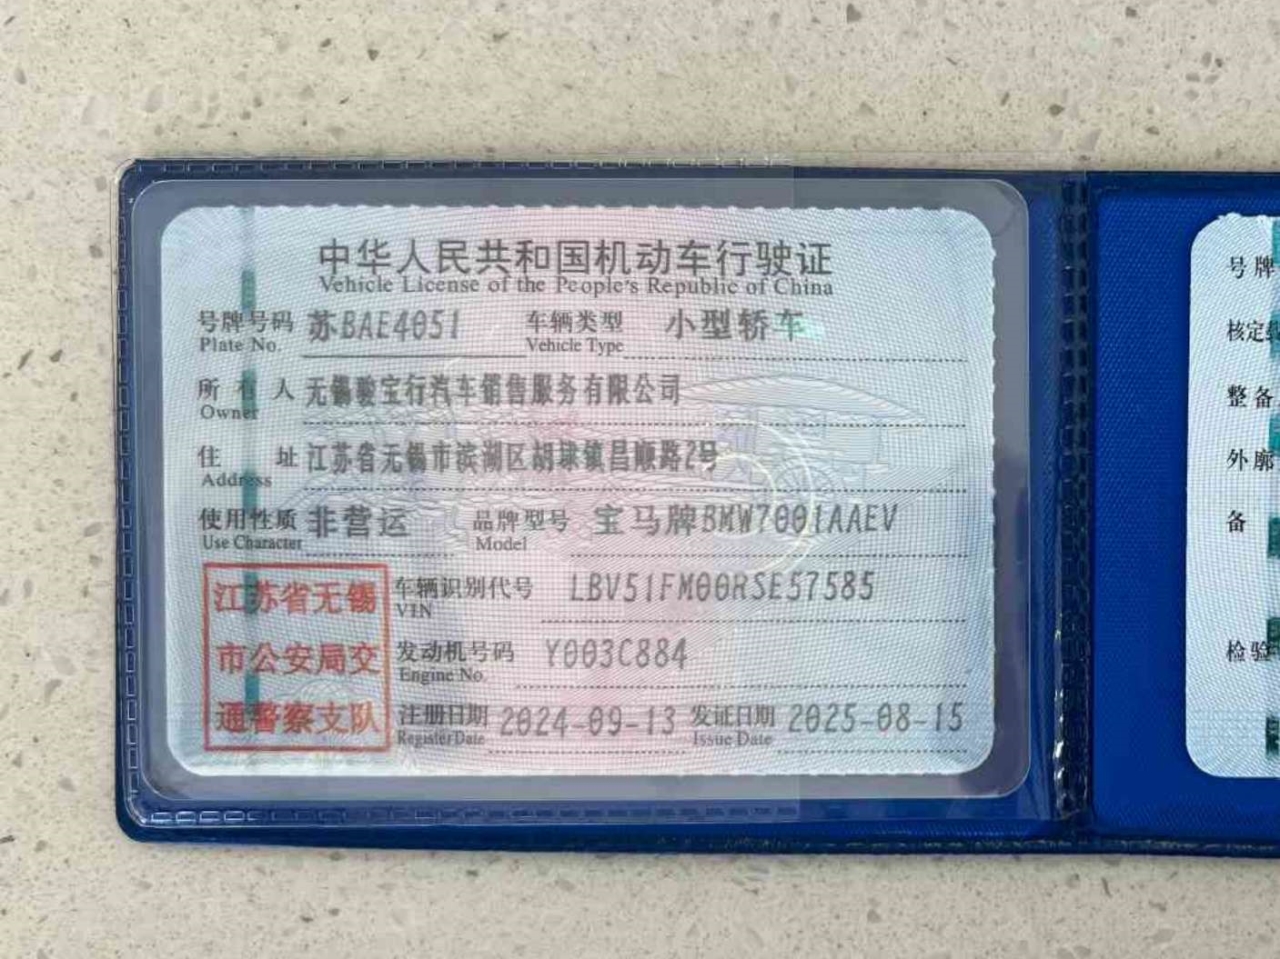 中华人民共和国机动车行驶证
Vehicle License of the People's Republic of China
号牌号码 苏BAE4051 车辆类型 小型轿车
Plate No. Vehicle Type
所有人 无锡骏宝行汽车销售服务有限公司
Owner
住址 江苏省无锡市滨湖区胡埭镇昌顺路2号
Address
使用性质 非营运 品牌型号 宝马牌BMW7001AAEV
Use Character Model
江苏省无锡
市公安局交
通警察支队
车辆识别代号 LBV51FM00RSE57585
VIN
发动机号码 Y003C884
Engine No.
注册日期 2024-09-13 发证日期 2025-08-15
Register Date Issue Date
号牌
核定
整备
外廓
备
检验